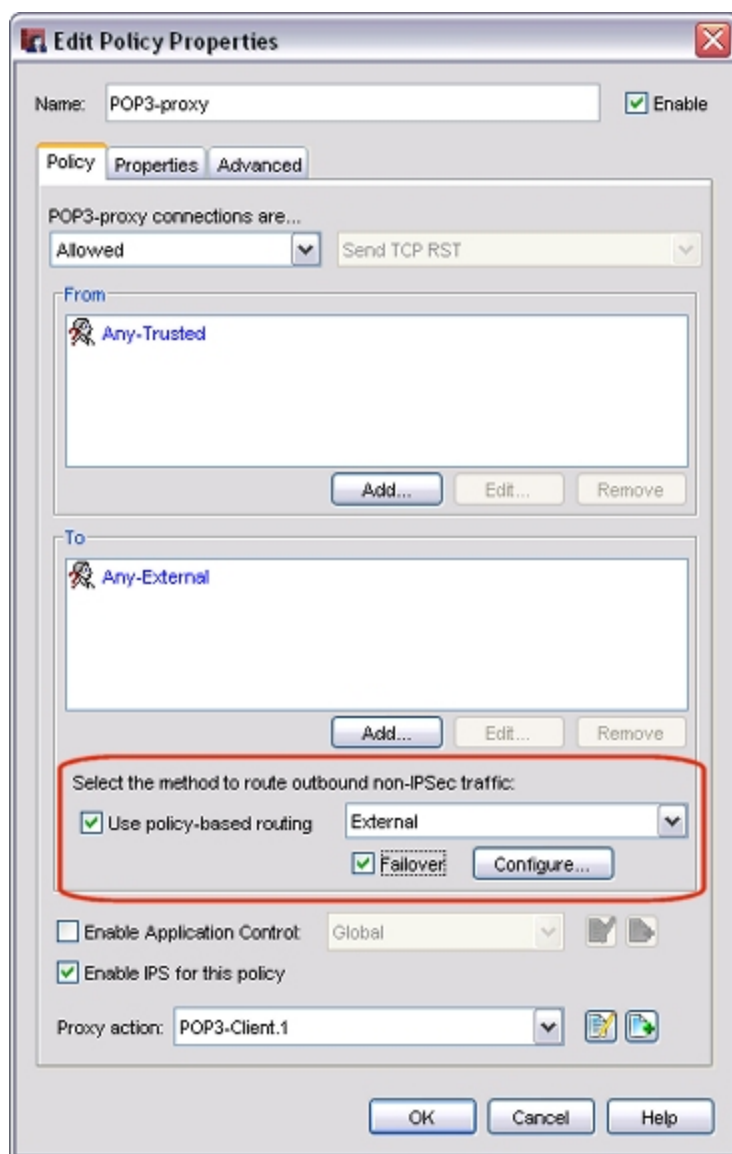 Edit Policy Properties
Name: POP3-proxy Enable
Policy Properties Advanced
POP3-proxy connections are...
Allowed Send TCP RST
From
Any-Trusted
Add... Edit... Remove
To
Any-External
Add... Edit... Remove
Select the method to route outbound non-IPSec traffic:
Use policy-based routing External
Failover Configure...
Enable Application Control: Global
Enable IPS for this policy
Proxy action: POP3-Client.1
OK Cancel Help